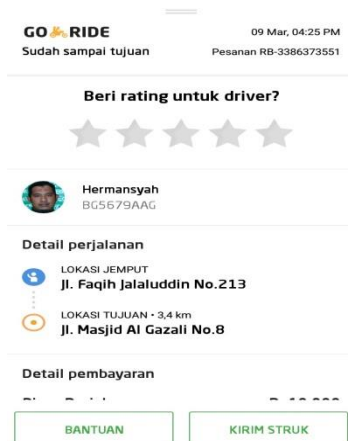 GO RIDE
09 Mar, 04:25 PM
Sudah sampai tujuan
Pesanan RB-3386373551
Beri rating untuk driver?
Hermansyah
BG5679AAG
Detail perjalanan
LOKASI JEMPUT
Jl. Faqih Jalaluddin No.213
LOKASI TUJUAN • 3,4 km
Jl. Masjid Al Gazali No.8
Detail pembayaran
BANTUAN
KIRIM STRUK